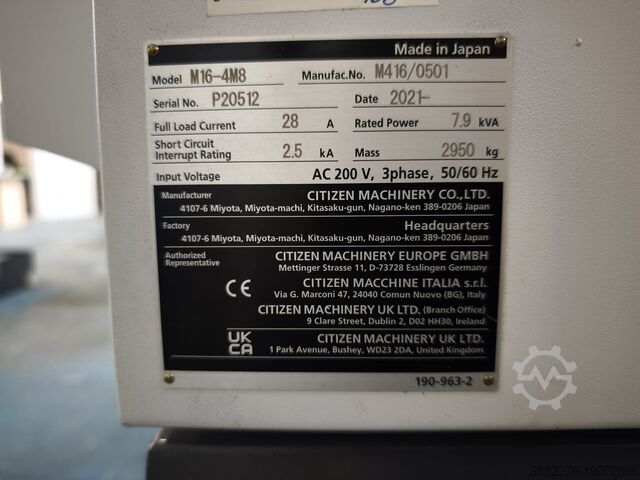 Made in Japan
Model M16-4M8 Manufac.No. M416/0501
Serial No. P20512 Date 2021-
Full Load Current 28 A Rated Power 7.9 kVA
Short Circuit
Interrupt Rating 2.5 kA Mass 2950 kg
Input Voltage AC 200 V, 3phase, 50/60 Hz
Manufacturer CITIZEN MACHINERY CO.,LTD.
4107-6 Miyota, Miyota-machi, Kitasaku-gun, Nagano-ken 389-0206 Japan
Factory Headquarters
4107-6 Miyota, Miyota-machi, Kitasaku-gun, Nagano-ken 389-0206 Japan
Authorized
Representative CITIZEN MACHINERY EUROPE GMBH
Mettinger Strasse 11, D-73728 Esslingen Germany
CE CITIZEN MACCHINE ITALIA s.r.l.
Via G. Marconi 47, 24040 Comun Nuovo (BG), Italy
CITIZEN MACHINERY UK LTD. (Branch Office)
9 Clare Street, Dublin 2, D02 HH30, Ireland
UK
CA CITIZEN MACHINERY UK LTD.
1 Park Avenue, Bushey, WD23 2DA, United Kingdom
190-963-2